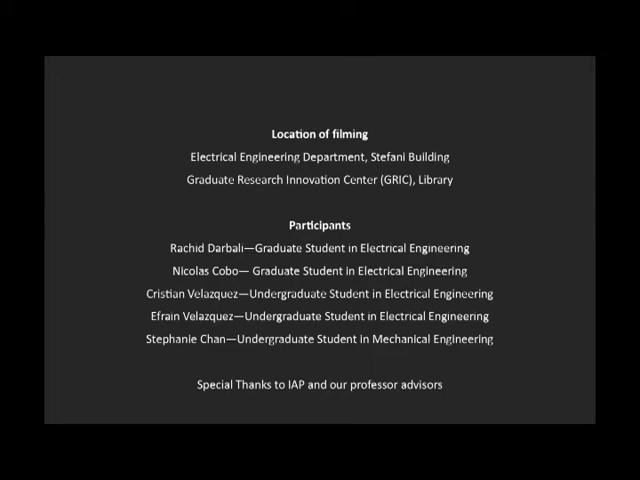 Location of filming
Electrical Engineering Department, Stefani Building
Graduate Research Innovation Center (GRIC), Library
Participants
Rachid Darbali—Graduate Student in Electrical Engineering
Nicolas Cobo— Graduate Student in Electrical Engineering
Cristian Velazquez—Undergraduate Student in Electrical Engineering
Efrain Velazquez—Undergraduate Student in Electrical Engineering
Stephanie Chan—Undergraduate Student in Mechanical Engineering
Special Thanks to IAP and our professor advisors